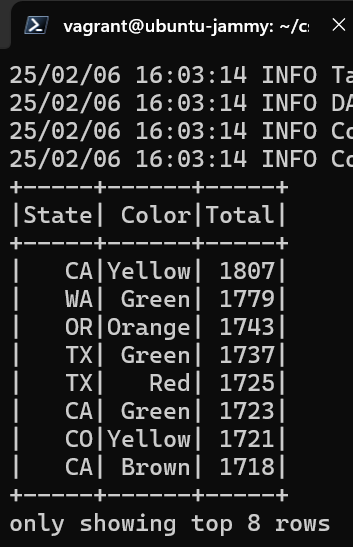 vagrant@ubuntu-jammy: ~/c
25/02/06 16:03:14 INFO Ta
25/02/06 16:03:14 INFO DA
25/02/06 16:03:14 INFO Co
25/02/06 16:03:14 INFO Co
+-----+------+-----+
|State| Color|Total|
+-----+------+-----+
|   CA|Yellow| 1807|
|   WA| Green| 1779|
|   OR|Orange| 1743|
|   TX| Green| 1737|
|   TX|   Red| 1725|
|   CA| Green| 1723|
|   CO|Yellow| 1721|
|   CA| Brown| 1718|
+-----+------+-----+
only showing top 8 rows